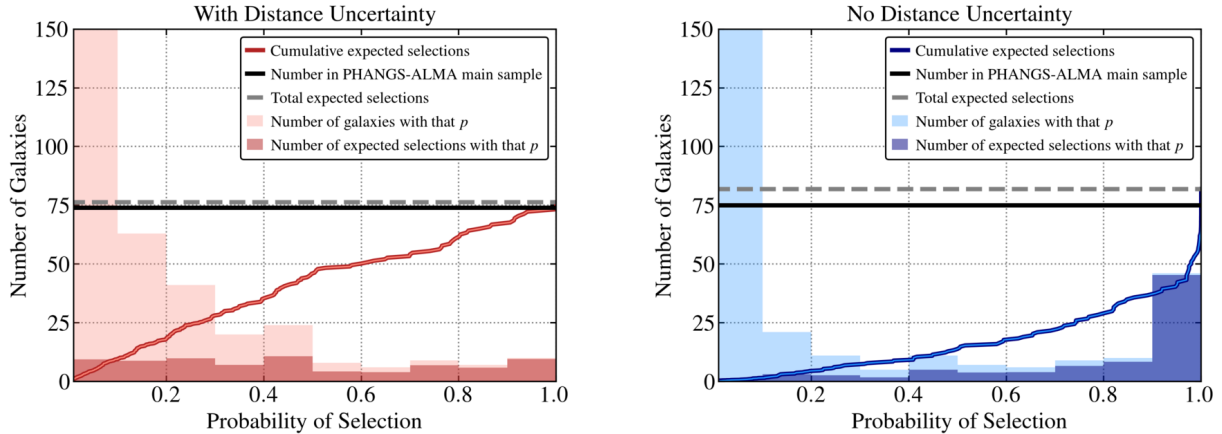 With Distance Uncertainty
150
125
100
75
50
25
0
0.2
0.4
0.6
0.8
1.0
Number of Galaxies
Probability of Selection
Cumulative expected selections
Number in PHANGS-ALMA main sample
Total expected selections
Number of galaxies with that p
Number of expected selections with that p
No Distance Uncertainty
150
125
100
75
50
25
0
0.2
0.4
0.6
0.8
1.0
Number of Galaxies
Probability of Selection
Cumulative expected selections
Number in PHANGS-ALMA main sample
Total expected selections
Number of galaxies with that p
Number of expected selections with that p